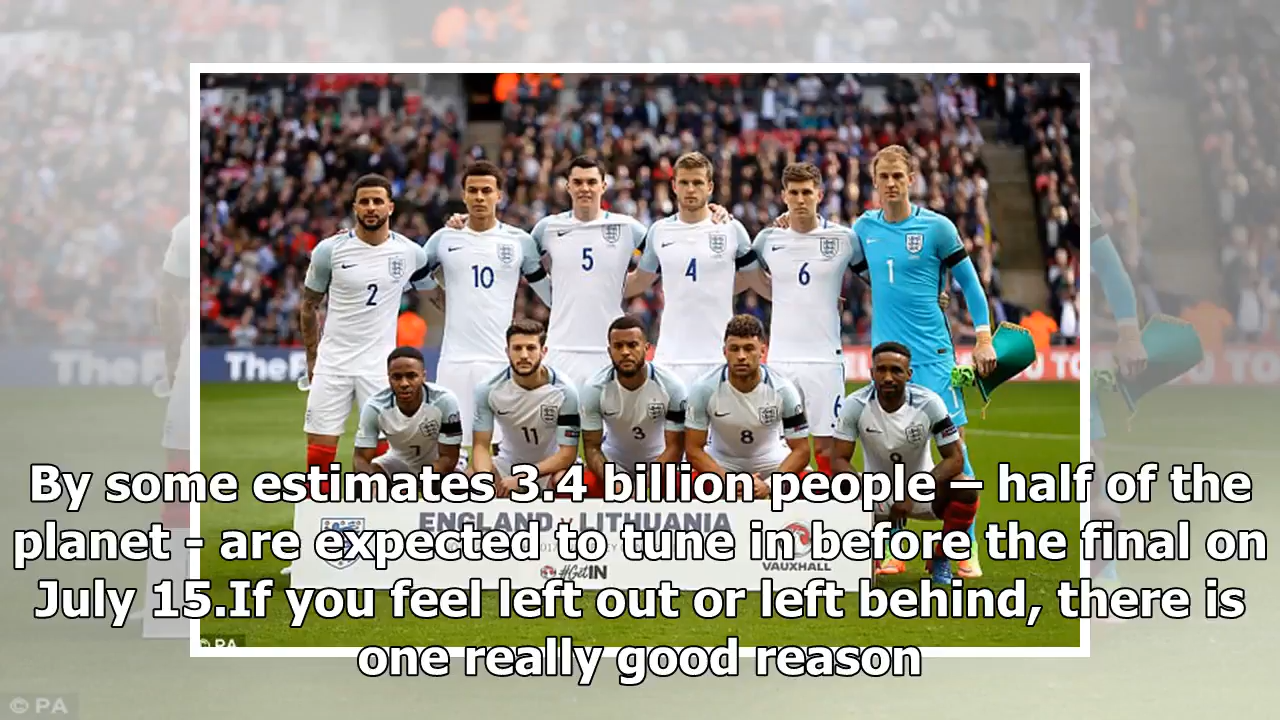 2
10
5
4
6
1
7
11
3
8
9
The F
TO
ENGLAND v LITHUANIA
#GetIN
VAUXHALL
By some estimates 3.4 billion people – half of the
planet - are expected to tune in before the final on
July 15.If you feel left out or left behind, there is
one really good reason
© PA
© PA